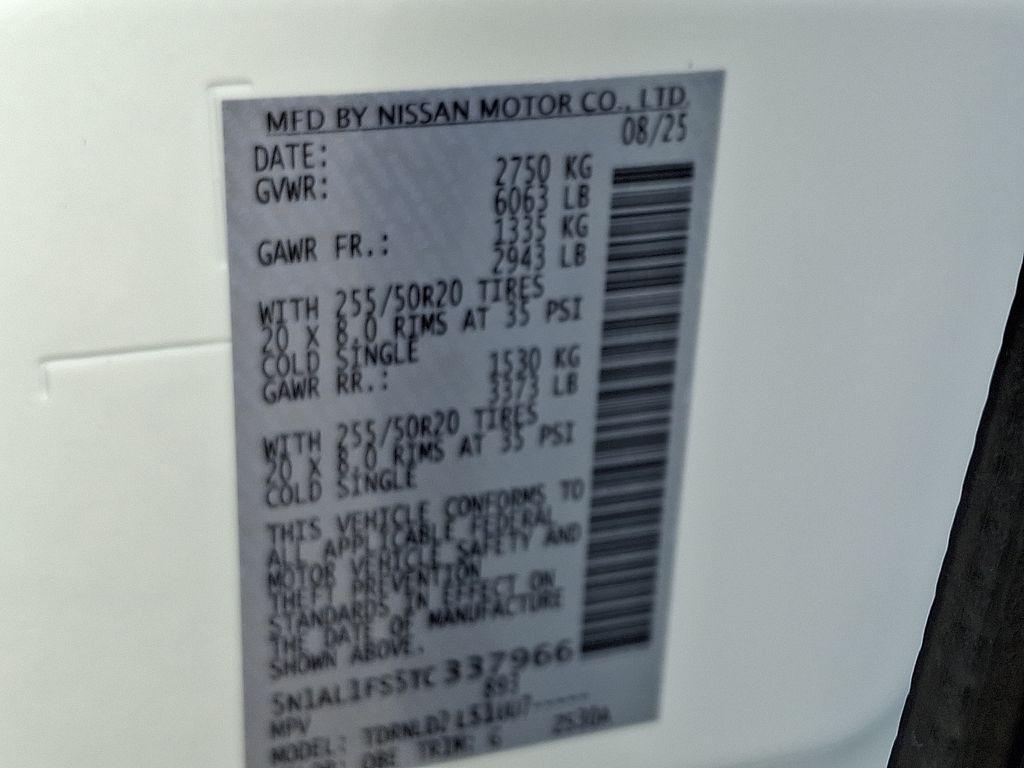 MFD BY NISSAN MOTOR CO., LTD.
DATE: 08/25
GVWR: 2750 KG
6063 LB
GAWR FR.: 1335 KG
2943 LB
WITH 255/50R20 TIRES
20 X 8.0 RIMS AT 35 PSI
COLD SINGLE
GAWR RR.: 1530 KG
3373 LB
WITH 255/50R20 TIRES
20 X 8.0 RIMS AT 35 PSI
COLD SINGLE
THIS VEHICLE CONFORMS TO
ALL APPLICABLE FEDERAL
MOTOR VEHICLE SAFETY AND
THEFT PREVENTION
STANDARDS IN EFFECT ON
THE DATE OF MANUFACTURE
SHOWN ABOVE.
5N1AL1FS5TC337966
MPV
MODEL:
TRIM: G